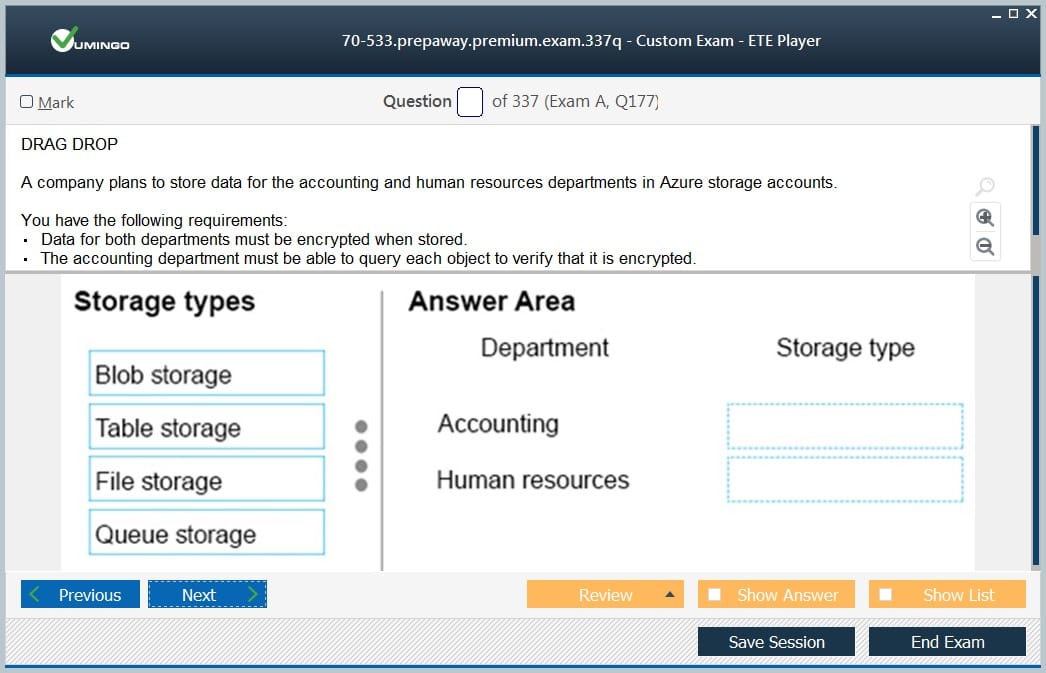 VUMINGO
70-533.prepaway.premium.exam.337q - Custom Exam - ETE Player
Mark
Question of 337 (Exam A, Q177)
DRAG DROP
A company plans to store data for the accounting and human resources departments in Azure storage accounts.
You have the following requirements:
· Data for both departments must be encrypted when stored.
· The accounting department must be able to query each object to verify that it is encrypted.
Storage types
Answer Area
Department
Storage type
Blob storage
Table storage
File storage
Queue storage
Accounting
Human resources
Previous
Next
Review
Show Answer
Show List
Save Session
End Exam